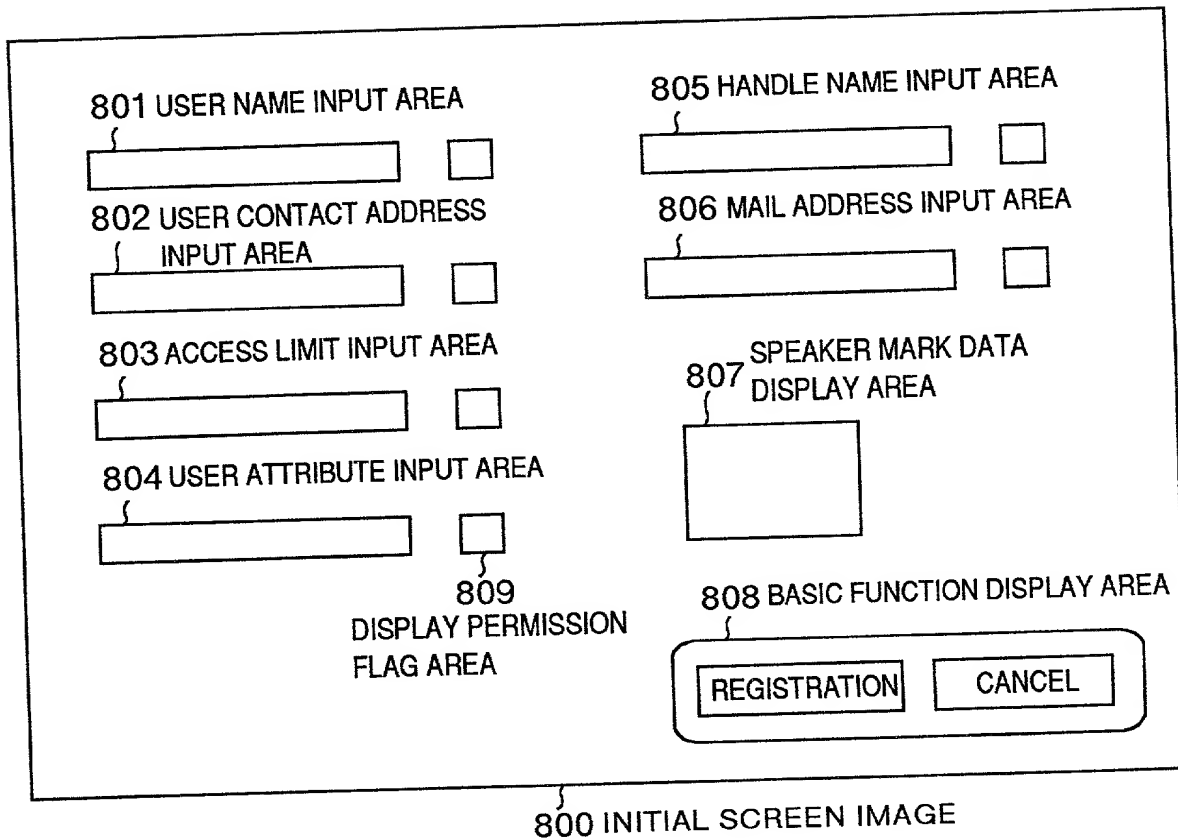 801 USER NAME INPUT AREA
802 USER CONTACT ADDRESS
INPUT AREA
803 ACCESS LIMIT INPUT AREA
804 USER ATTRIBUTE INPUT AREA
809
DISPLAY PERMISSION
FLAG AREA
805 HANDLE NAME INPUT AREA
806 MAIL ADDRESS INPUT AREA
807 SPEAKER MARK DATA
DISPLAY AREA
808 BASIC FUNCTION DISPLAY AREA
REGISTRATION
CANCEL
800 INITIAL SCREEN IMAGE